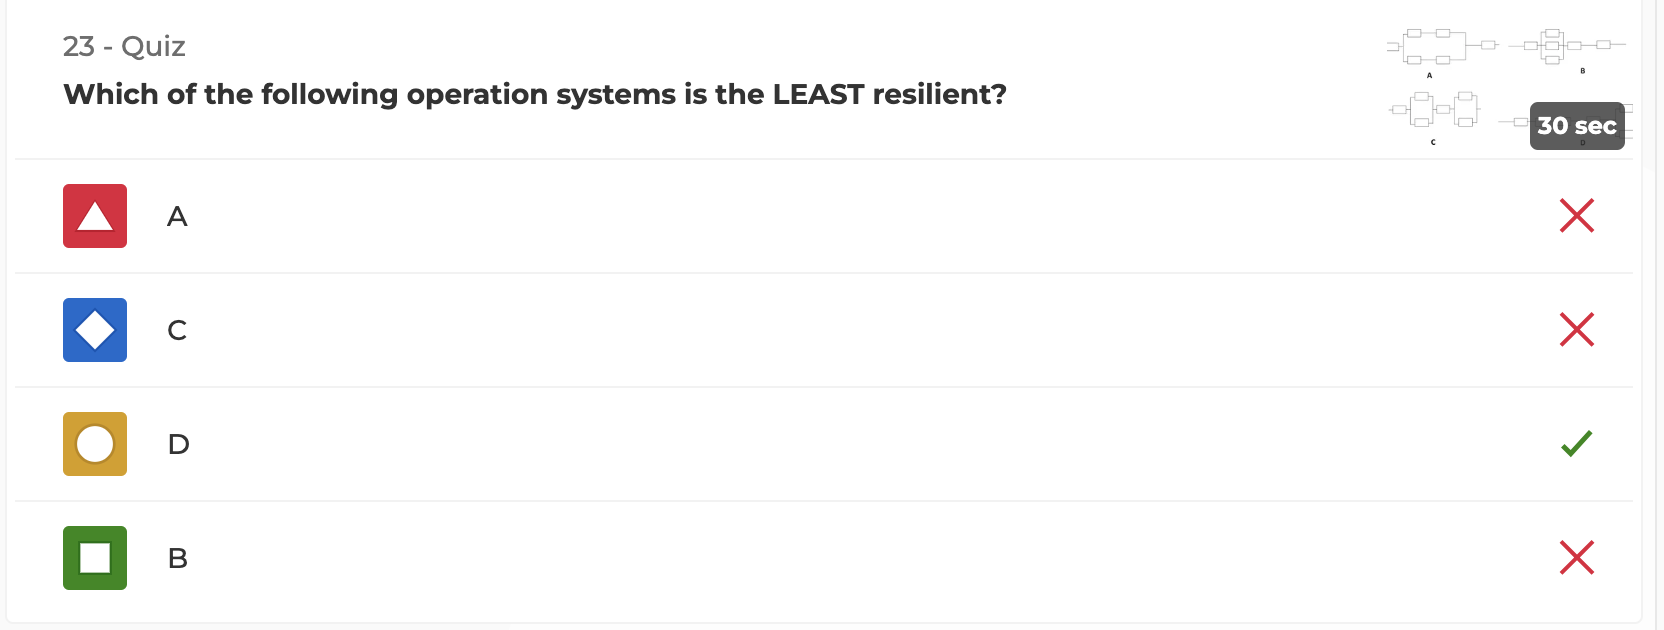 23 - Quiz
Which of the following operation systems is the LEAST resilient?
A
B
C
D
30 sec
A
C
D
B